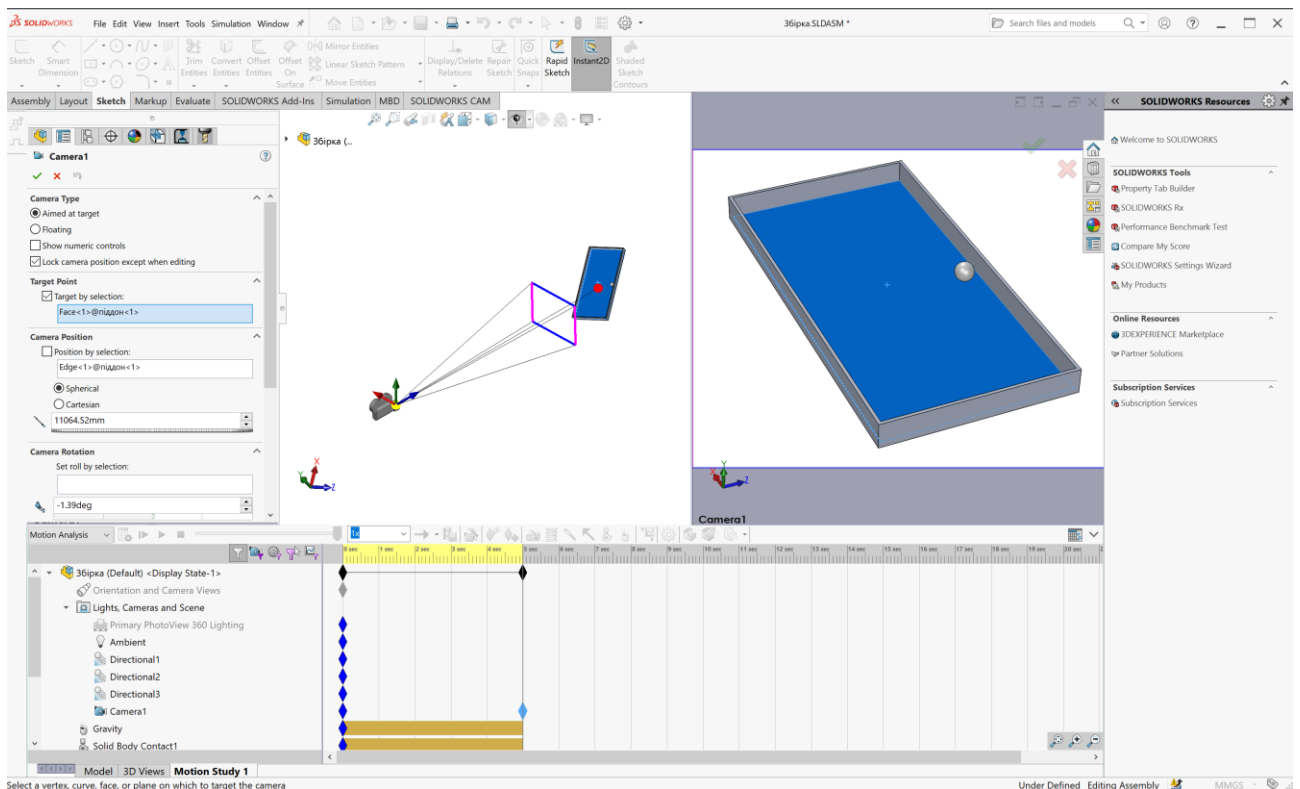 SOLIDWORKS File Edit View Insert Tools Simulation Window
Збірка.SLDASM *
Search files and models
Sketch Smart Dimension
Trim Entities Convert Entities Offset Entities Offset On Surface
Mirror Entities
Linear Sketch Pattern
Move Entities
Display/Delete Relations Repair Sketch Quick Snaps Rapid Sketch Instant2D Shaded Sketch Contours
Assembly Layout Sketch Markup Evaluate SOLIDWORKS Add-Ins Simulation MBD SOLIDWORKS CAM
Camera1
Camera Type
Aimed at target
Floating
Show numeric controls
Lock camera position except when editing
Target Point
Target by selection:
Face<1>@піддон<1>
Camera Position
Position by selection:
Edge<1>@піддон<1>
Spherical
Cartesian
11064.52mm
Camera Rotation
Set roll by selection:
-1.39deg
Збірка (...
X
Y
Z
Y
X
Z
Camera1
SOLIDWORKS Resources
Welcome to SOLIDWORKS
SOLIDWORKS Tools
Property Tab Builder
SOLIDWORKS Rx
Performance Benchmark Test
Compare My Score
SOLIDWORKS Settings Wizard
My Products
Online Resources
3DEXPERIENCE Marketplace
Partner Solutions
Subscription Services
Subscription Services
Motion Analysis
1x
0 sec 1 sec 2 sec 3 sec 4 sec 5 sec 6 sec 7 sec 8 sec 9 sec 10 sec 11 sec 12 sec 13 sec 14 sec 15 sec 16 sec 17 sec 18 sec 19 sec 20 sec
Збірка (Default) <Display State-1>
Orientation and Camera Views
Lights, Cameras and Scene
Primary PhotoView 360 Lighting
Ambient
Directional1
Directional2
Directional3
Camera1
Gravity
Solid Body Contact1
Model 3D Views Motion Study 1
Select a vertex, curve, face, or plane on which to target the camera
Under Defined Editing Assembly MMGS